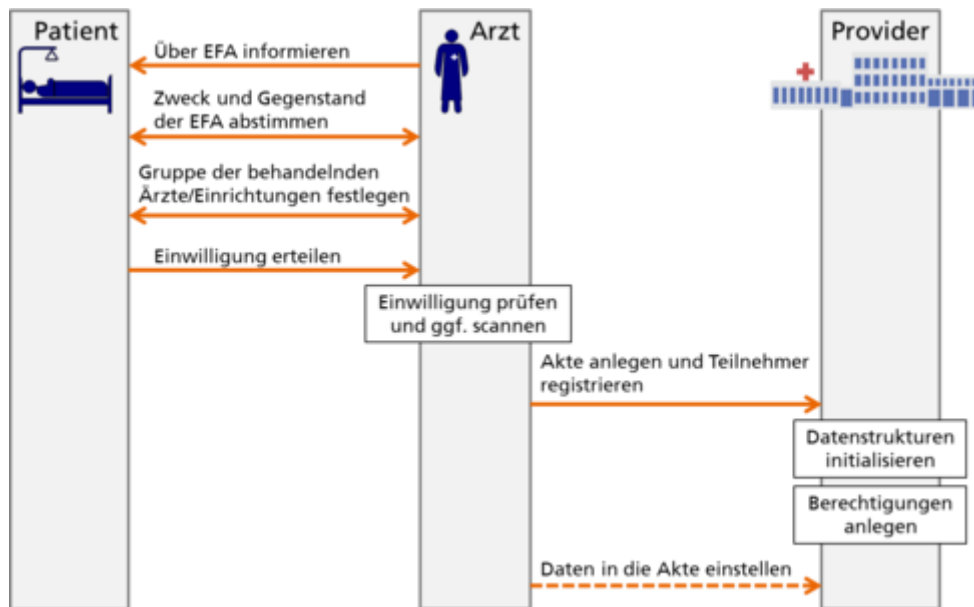 Patient
Arzt
Provider
Über EFA informieren
Zweck und Gegenstand
der EFA abstimmen
Gruppe der behandelnden
Ärzte/Einrichtungen festlegen
Einwilligung erteilen
Einwilligung prüfen
und ggf. scannen
Akte anlegen und Teilnehmer
registrieren
Datenstrukturen
initialisieren
Berechtigungen
anlegen
Daten in die Akte einstellen